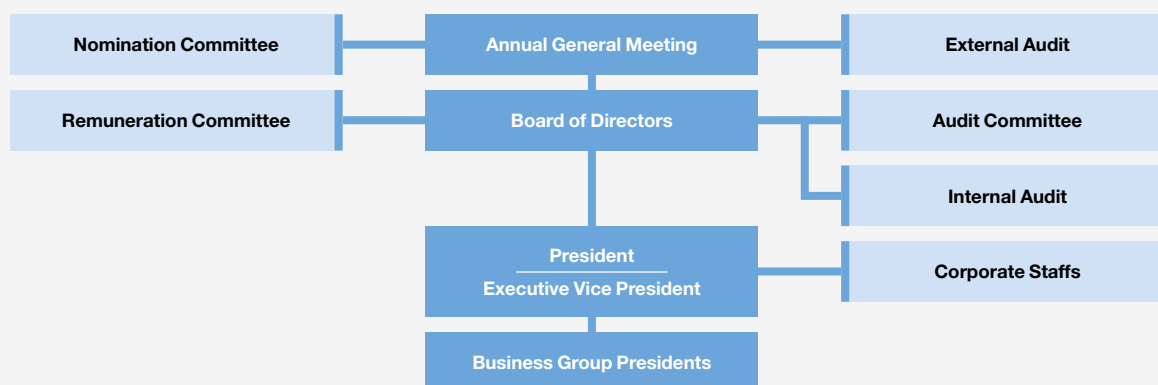 Nomination Committee
Annual General Meeting
External Audit
Remuneration Committee
Board of Directors
Audit Committee
Internal Audit
President
Executive Vice President
Corporate Staffs
Business Group Presidents